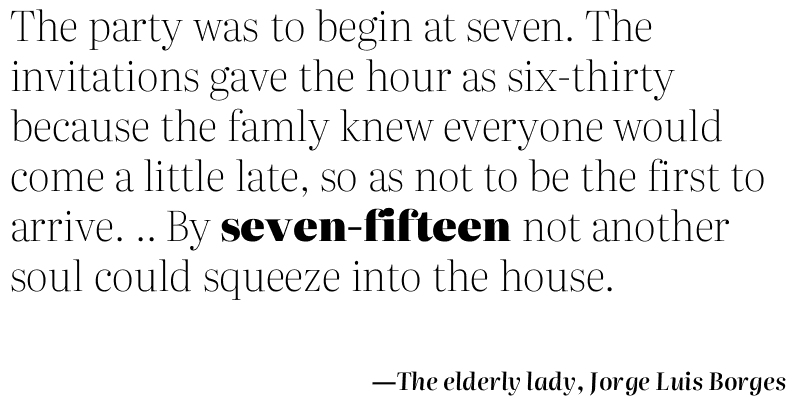 The party was to begin at seven. The
invitations gave the hour as six-thirty
because the famly knew everyone would
come a little late, so as not to be the first to
arrive. .. By seven-fifteen not another
soul could squeeze into the house.
—The elderly lady, Jorge Luis Borges